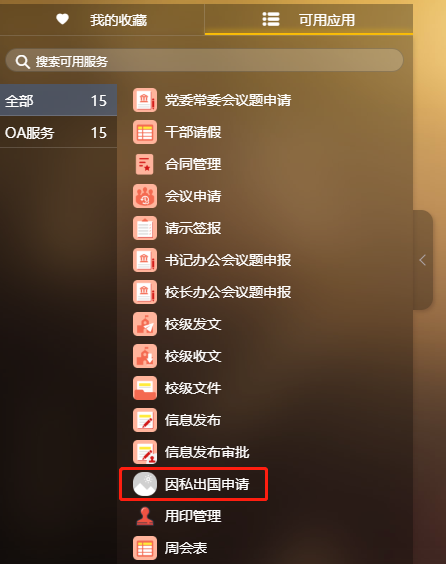 我的收藏
可用应用
搜索可用服务
全部 15
OA服务 15
党委常委会议题申请
干部请假
合同管理
会议申请
请示签报
书记办公会议题申报
校长办公会议题申报
校级发文
校级收文
校级文件
信息发布
信息发布审批
因私出国申请
用印管理
周会表